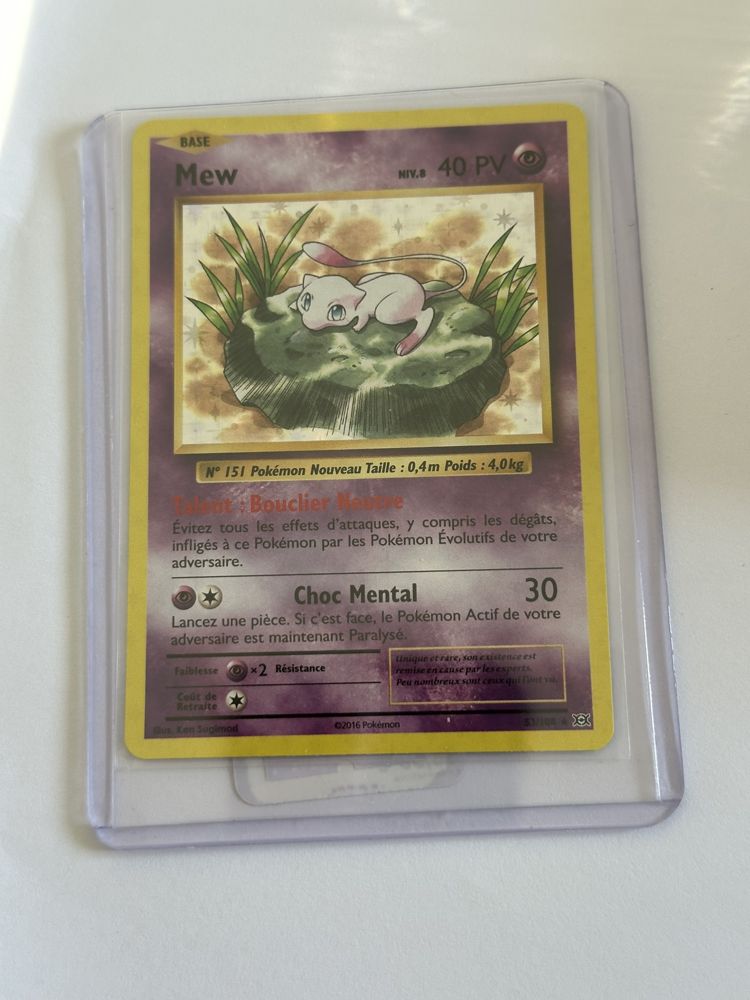 BASE
Mew NIV.8 40 PV
N° 151 Pokémon Nouveau Taille : 0,4m Poids : 4,0kg
Talent : Bouclier Neutre
Évitez tous les effets d'attaques, y compris les dégâts,
infligés à ce Pokémon par les Pokémon Évolutifs de votre
adversaire.
Choc Mental 30
Lancez une pièce. Si c'est face, le Pokémon Actif de votre
adversaire est maintenant Paralysé.
Faiblesse ×2 Résistance
Unique et rare, son existence est
remise en cause par les experts.
Peu nombreux sont ceux qui l'ont vu.
Coût de
Retraite
Illus. Ken Sugimori ©2016 Pokémon 53/108